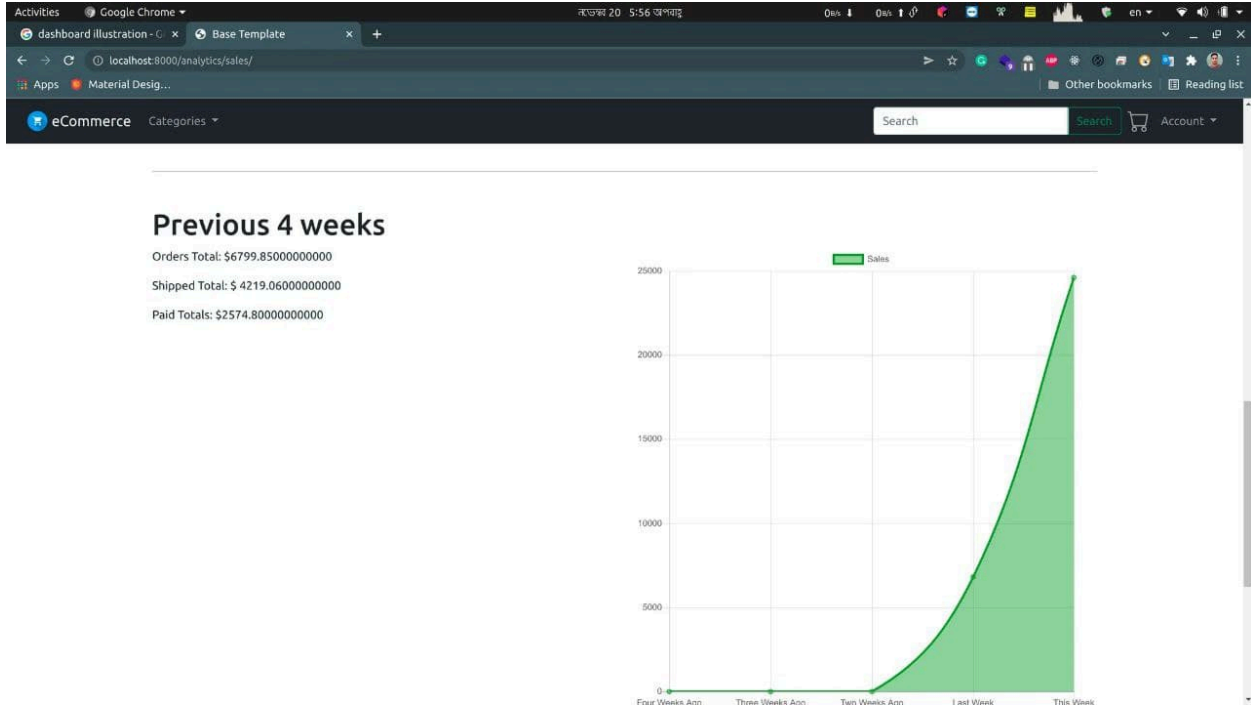 Activities Google Chrome নভেম্বর 20 5:56 অপরাহ্ণ 0B/s 0B/s en
dashboard illustration - G Base Template
localhost:8000/analytics/sales/
Apps Material Desig... Other bookmarks Reading list
eCommerce Categories Search Search Account
Previous 4 weeks
Orders Total: $6799.85000000000
Shipped Total: $ 4219.06000000000
Paid Totals: $2574.80000000000
Sales
25000
20000
15000
10000
5000
0
Four Weeks Ago Three Weeks Ago Two Weeks Ago Last Week This Week